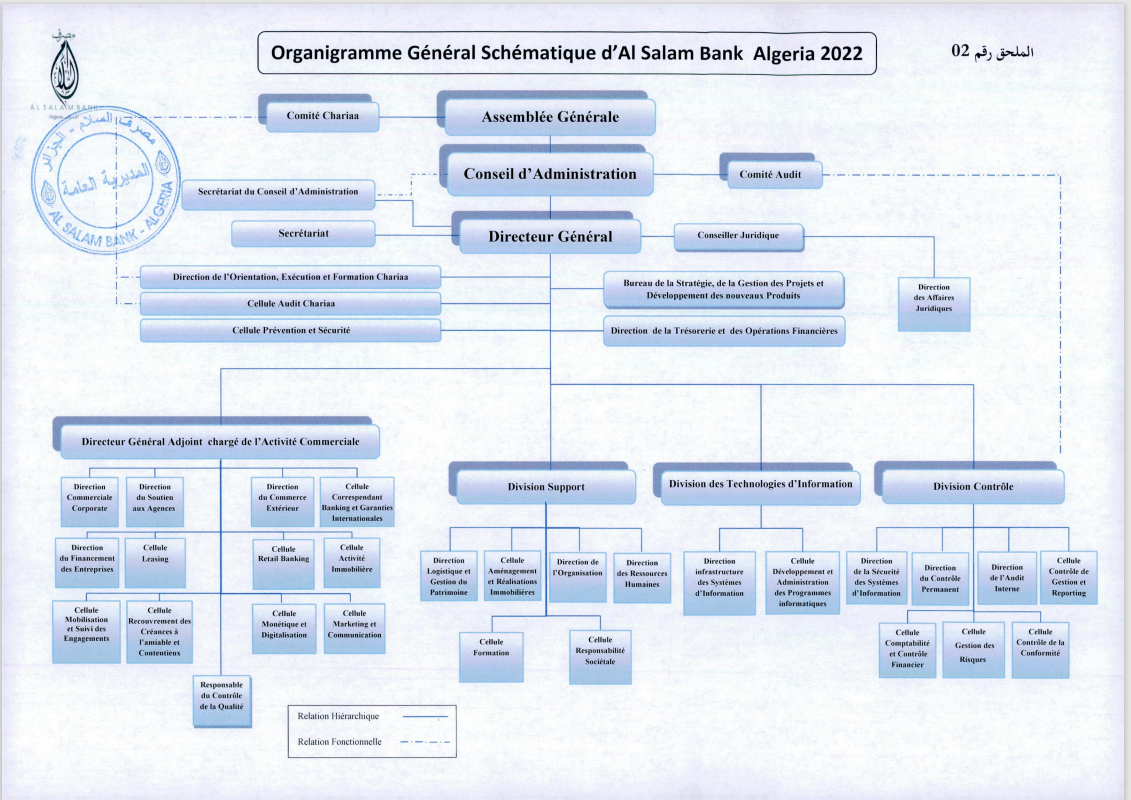 مصرف
السلام
AL SALAM BANK
Algeria
Organigramme Général Schématique d'Al Salam Bank Algeria 2022
الملحق رقم 02
مصرف السلام - الجزائر
المديرية العامة
AL SALAM BANK - ALGERIA
Comité Chariaa
Assemblée Générale
Conseil d'Administration
Comité Audit
Secrétariat du Conseil d'Administration
Secrétariat
Directeur Général
Conseiller Juridique
Direction de l'Orientation, Exécution et Formation Chariaa
Cellule Audit Chariaa
Cellule Prévention et Sécurité
Bureau de la Stratégie, de la Gestion des Projets et
Développement des nouveaux Produits
Direction de la Trésorerie et des Opérations Financières
Direction
des Affaires
Juridiques
Directeur Général Adjoint chargé de l'Activité Commerciale
Direction
Commerciale
Corporate
Direction
du Soutien
aux Agences
Direction
du Commerce
Extérieur
Cellule
Correspendant
Banking et Garanties
Internationales
Direction
du Financement
des Entreprises
Cellule
Leasing
Cellule
Retail Banking
Cellule
Activité
Immobilière
Cellule
Mobilisation
et Suivi des
Engagements
Cellule
Recouvrement des
Créances à
l'amiable et
Contentieux
Cellule
Monétique et
Digitalisation
Cellule
Marketing et
Communication
Responsable
du Contrôle
de la Qualité
Division Support
Direction
Logistique et
Gestion du
Patrimoine
Cellule
Aménagement
et Réalisations
Immobilières
Direction de
l'Organisation
Direction
des Ressources
Humaines
Cellule
Formation
Cellule
Responsabilité
Sociétale
Division des Technologies d'Information
Direction
infrastructure
des Systèmes
d'Information
Cellule
Développement et
Administration
des Programmes
informatiques
Division Contrôle
Direction
de la Sécurité
des Systèmes
d'Information
Direction
du Contrôle
Permanent
Direction
de l'Audit
Interne
Cellule
Contrôle de
Gestion et
Reporting
Cellule
Comptabilité
et Contrôle
Financier
Cellule
Gestion des
Risques
Cellule
Contrôle de la
Conformité
Relation Hiérarchique
Relation Fonctionnelle